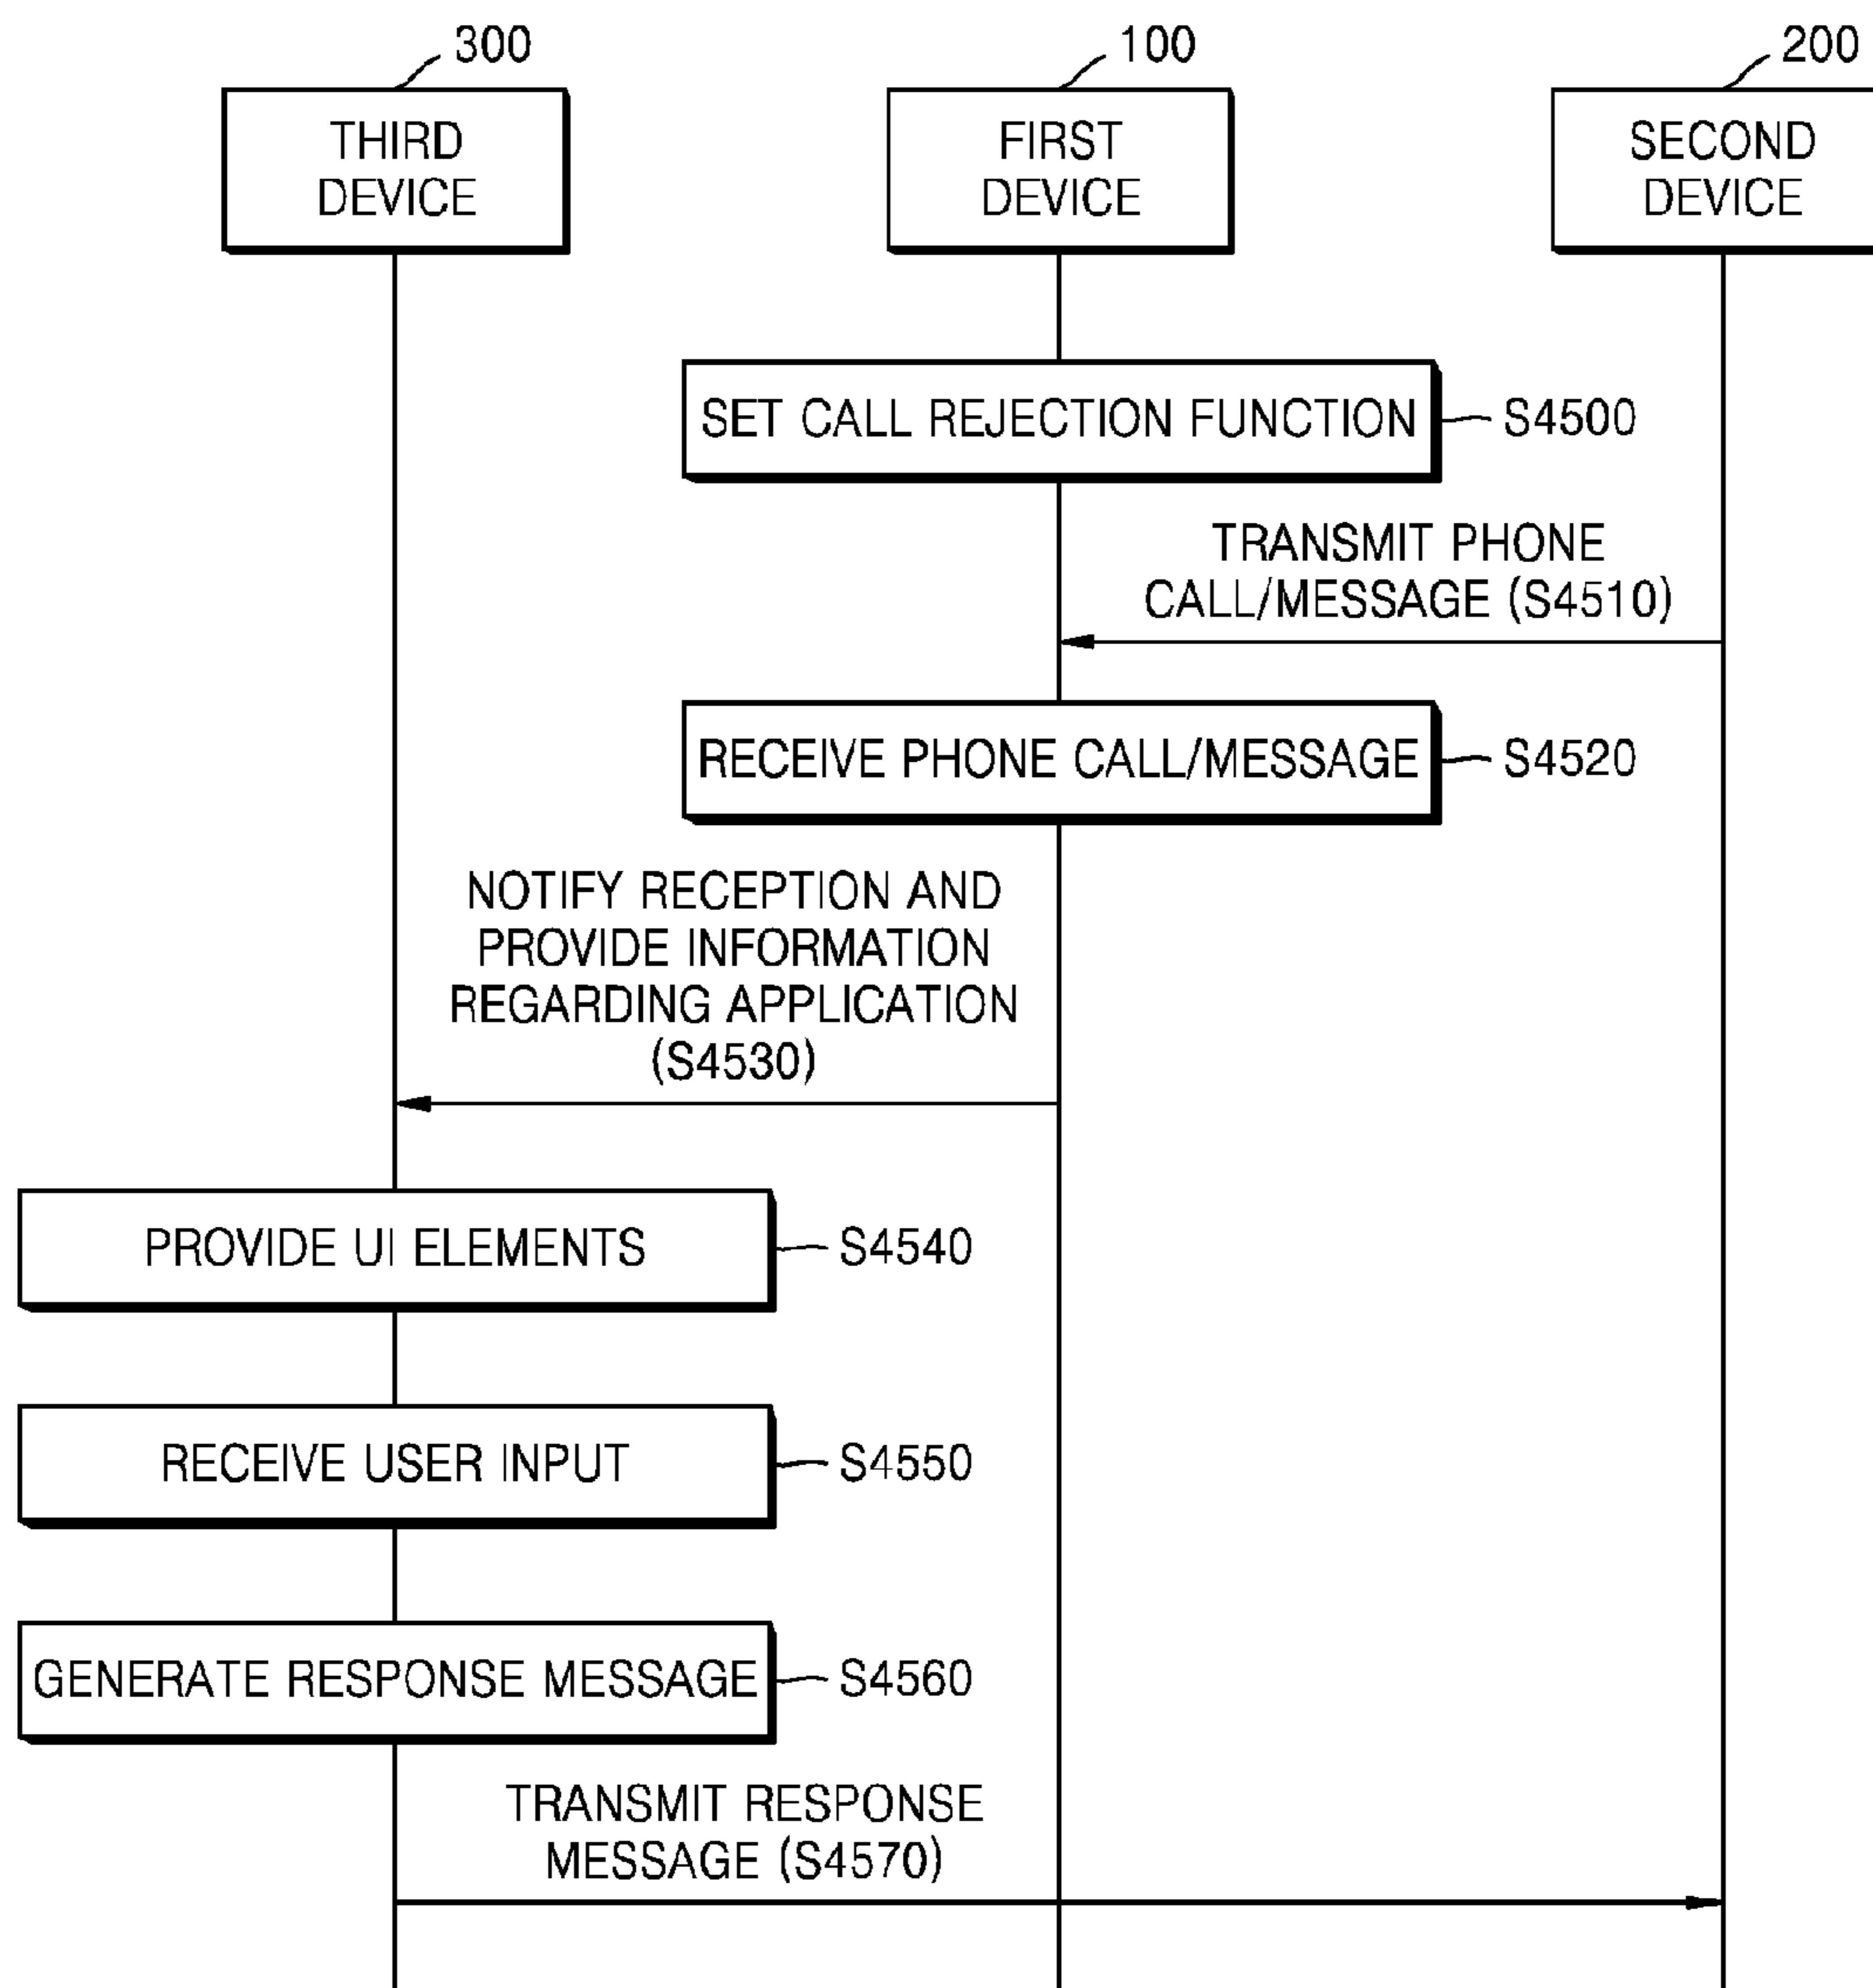 300
100
200
THIRD
DEVICE
FIRST
DEVICE
SECOND
DEVICE
SET CALL REJECTION FUNCTION
S4500
TRANSMIT PHONE
CALL/MESSAGE (S4510)
RECEIVE PHONE CALL/MESSAGE
S4520
NOTIFY RECEPTION AND
PROVIDE INFORMATION
REGARDING APPLICATION
(S4530)
PROVIDE UI ELEMENTS
S4540
RECEIVE USER INPUT
S4550
GENERATE RESPONSE MESSAGE
S4560
TRANSMIT RESPONSE
MESSAGE (S4570)